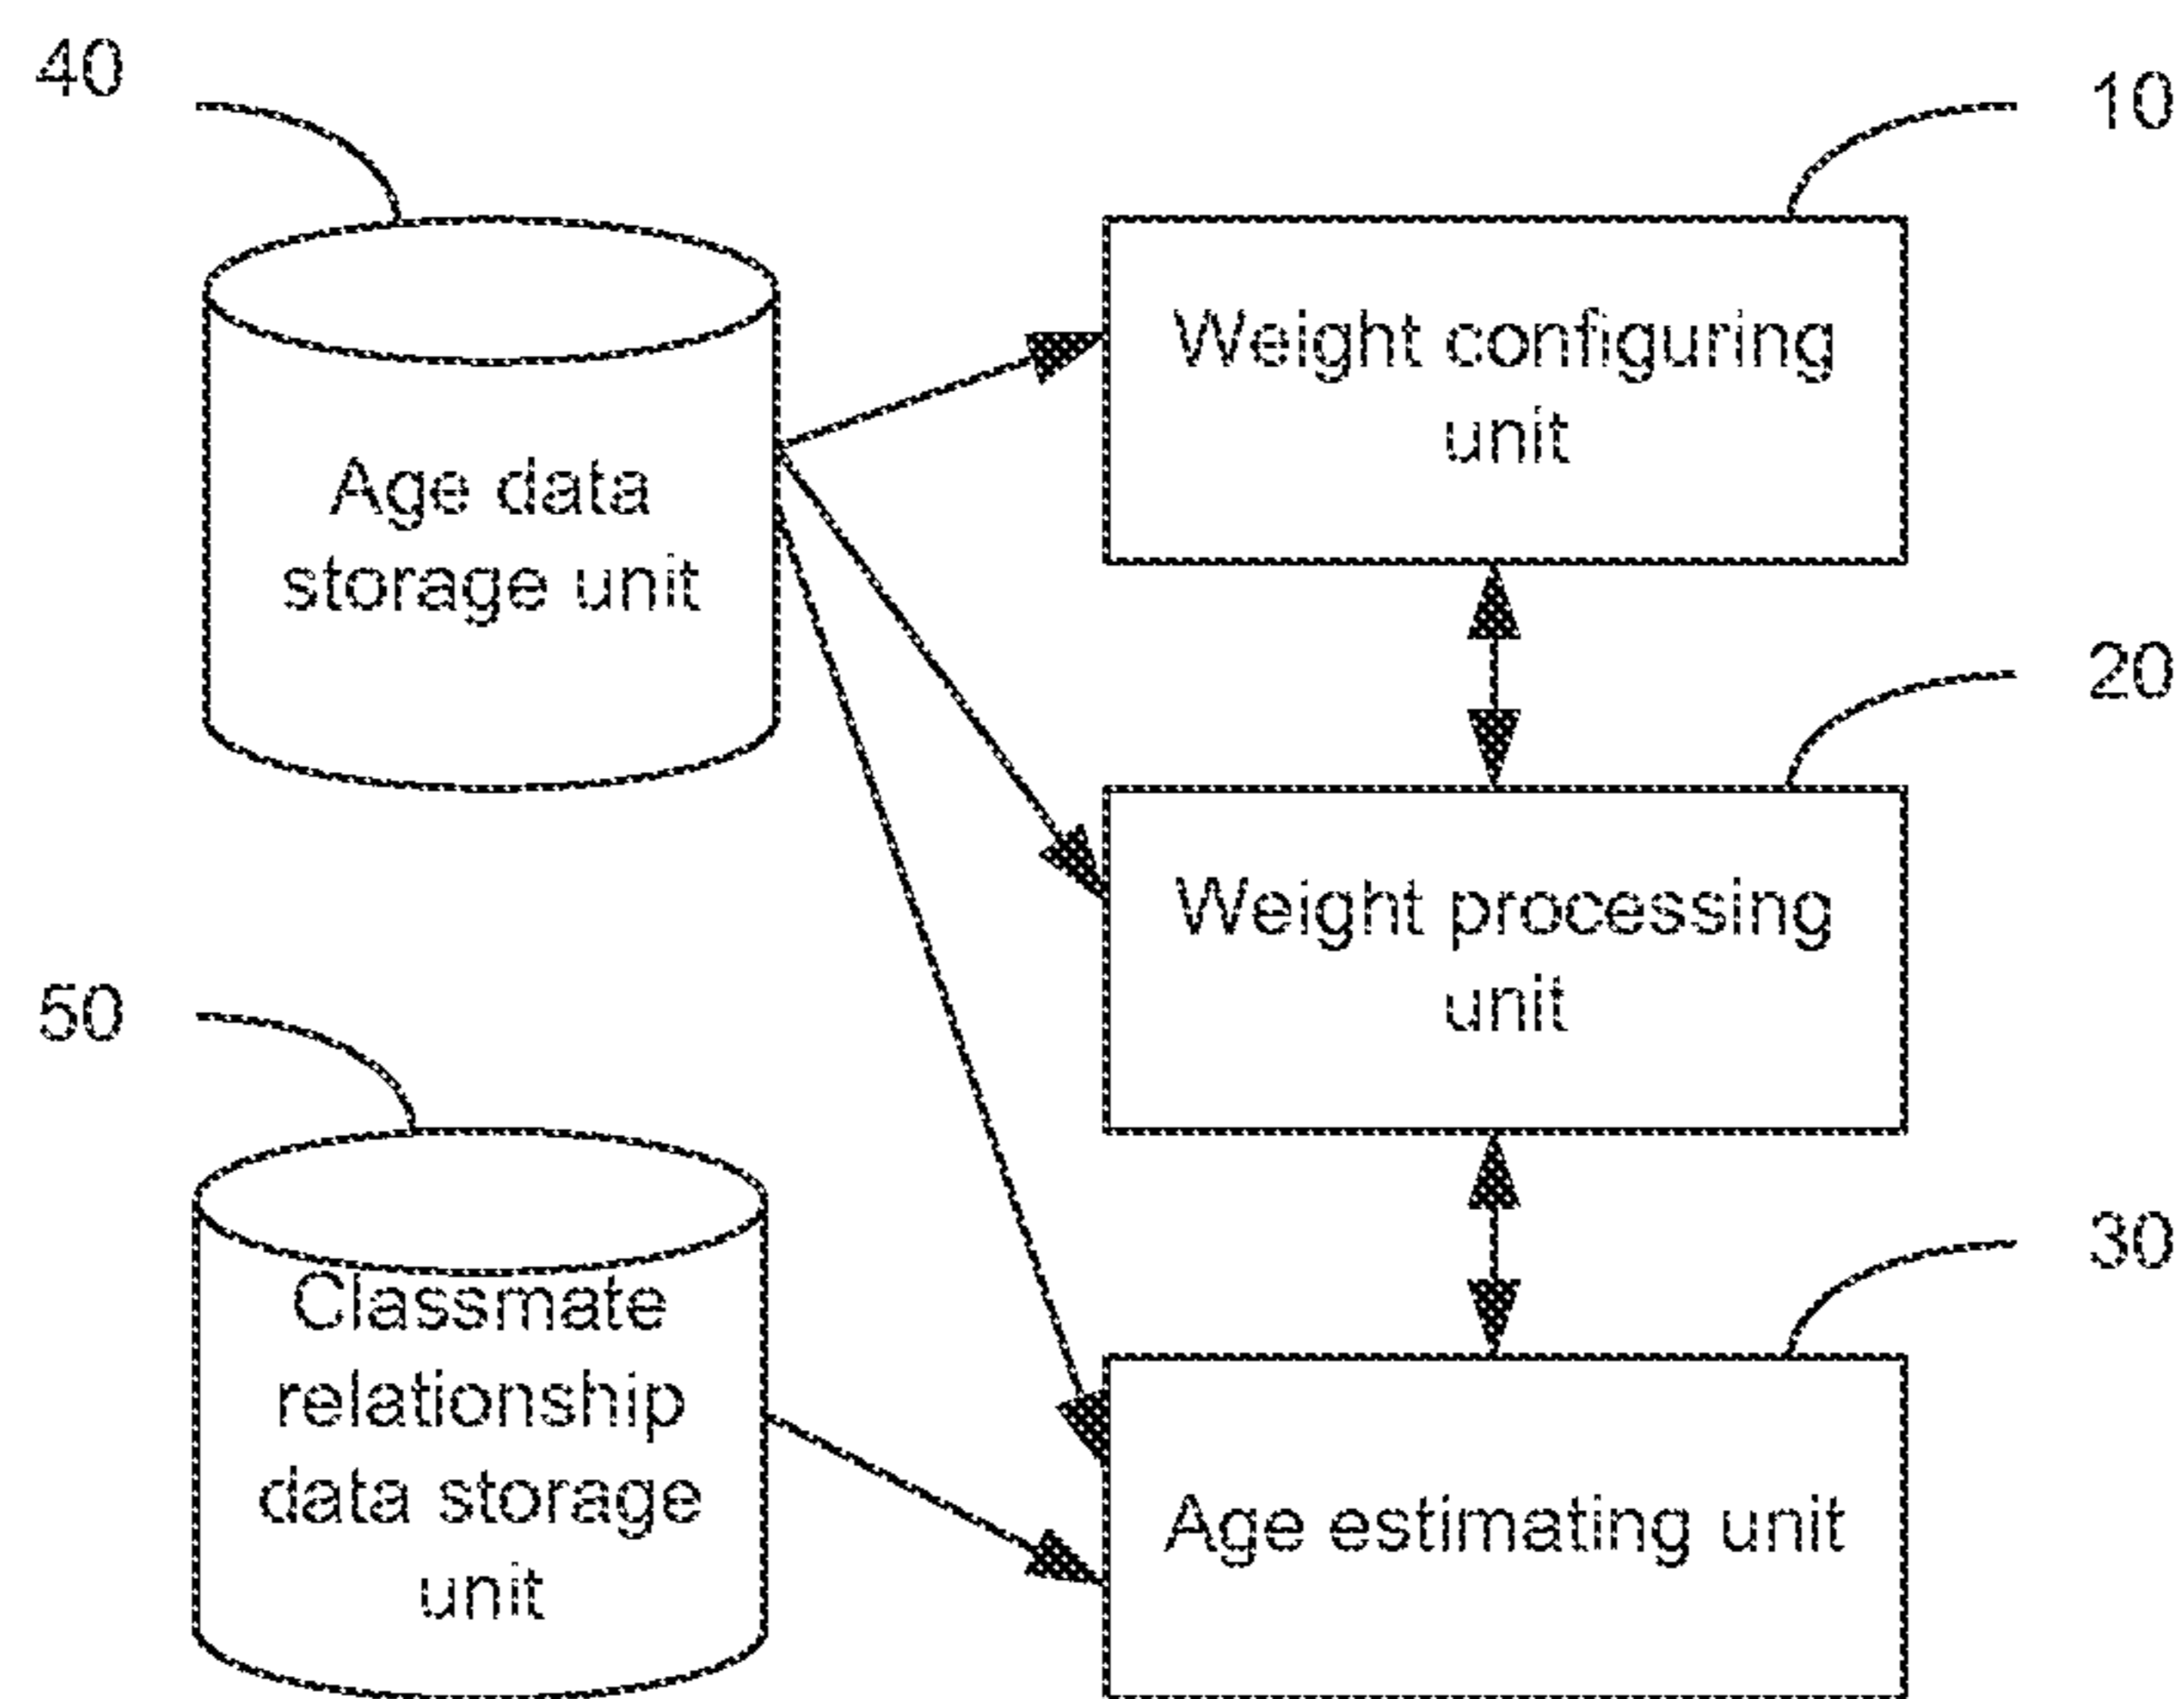 40
10
Weight configuring
unit
Age data
storage unit
20
Weight processing
unit
50
30
Classmate
relationship
data storage
unit
Age estimating unit